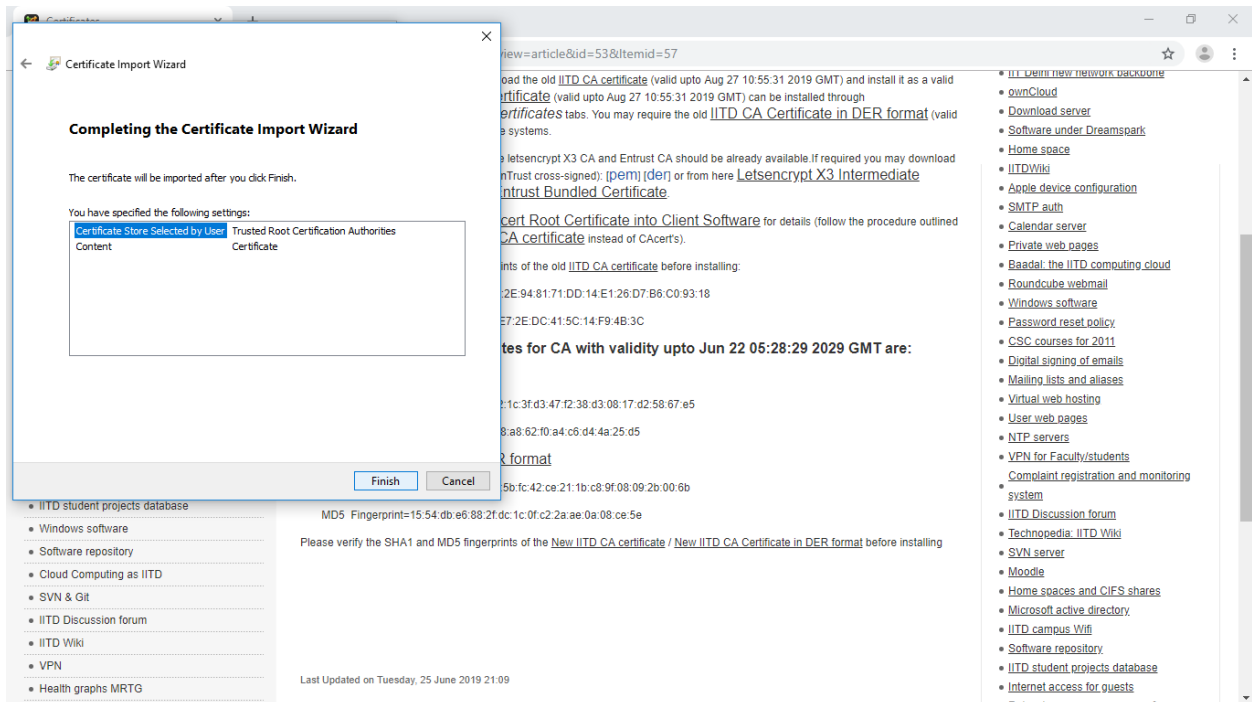 Certificates
view=article&id=53&Itemid=57
Certificate Import Wizard
Completing the Certificate Import Wizard
The certificate will be imported after you click Finish.
You have specified the following settings:
Certificate Store Selected by User Trusted Root Certification Authorities
Content Certificate
Finish Cancel
IITD student projects database
Windows software
Software repository
Cloud Computing as IITD
SVN & Git
IITD Discussion forum
IITD Wiki
VPN
Health graphs MRTG
oad the old IITD CA certificate (valid upto Aug 27 10:55:31 2019 GMT) and install it as a valid
rtificate (valid upto Aug 27 10:55:31 2019 GMT) can be installed through
ertificates tabs. You may require the old IITD CA Certificate in DER format (valid
e systems.
e letsencrypt X3 CA and Entrust CA should be already available.If required you may download
nTrust cross-signed): [pem] [der] or from here Letsencrypt X3 Intermediate
ntrust Bundled Certificate.
cert Root Certificate into Client Software for details (follow the procedure outlined
CA certificate instead of CAcert's).
ints of the old IITD CA certificate before installing:
:2E:94:81:71:DD:14:E1:26:D7:B6:C0:93:18
E7:2E:DC:41:5C:14:F9:4B:3C
tes for CA with validity upto Jun 22 05:28:29 2029 GMT are:
2:1c:3f:d3:47:f2:38:d3:08:17:d2:58:67:e5
8:a8:62:f0:a4:c6:d4:4a:25:d5
R format
:5b:fc:42:ce:21:1b:c8:9f:08:09:2b:00:6b
MD5 Fingerprint=15:54:db:e6:88:2f:dc:1c:0f:c2:2a:ae:0a:08:ce:5e
Please verify the SHA1 and MD5 fingerprints of the New IITD CA certificate / New IITD CA Certificate in DER format before installing
Last Updated on Tuesday, 25 June 2019 21:09
IIT Delhi new network backbone
ownCloud
Download server
Software under Dreamspark
Home space
IITDWiki
Apple device configuration
SMTP auth
Calendar server
Private web pages
Baadal: the IITD computing cloud
Roundcube webmail
Windows software
Password reset policy
CSC courses for 2011
Digital signing of emails
Mailing lists and aliases
Virtual web hosting
User web pages
NTP servers
VPN for Faculty/students
Complaint registration and monitoring
system
IITD Discussion forum
Technopedia: IITD Wiki
SVN server
Moodle
Home spaces and CIFS shares
Microsoft active directory
IITD campus Wifi
Software repository
IITD student projects database
Internet access for guests